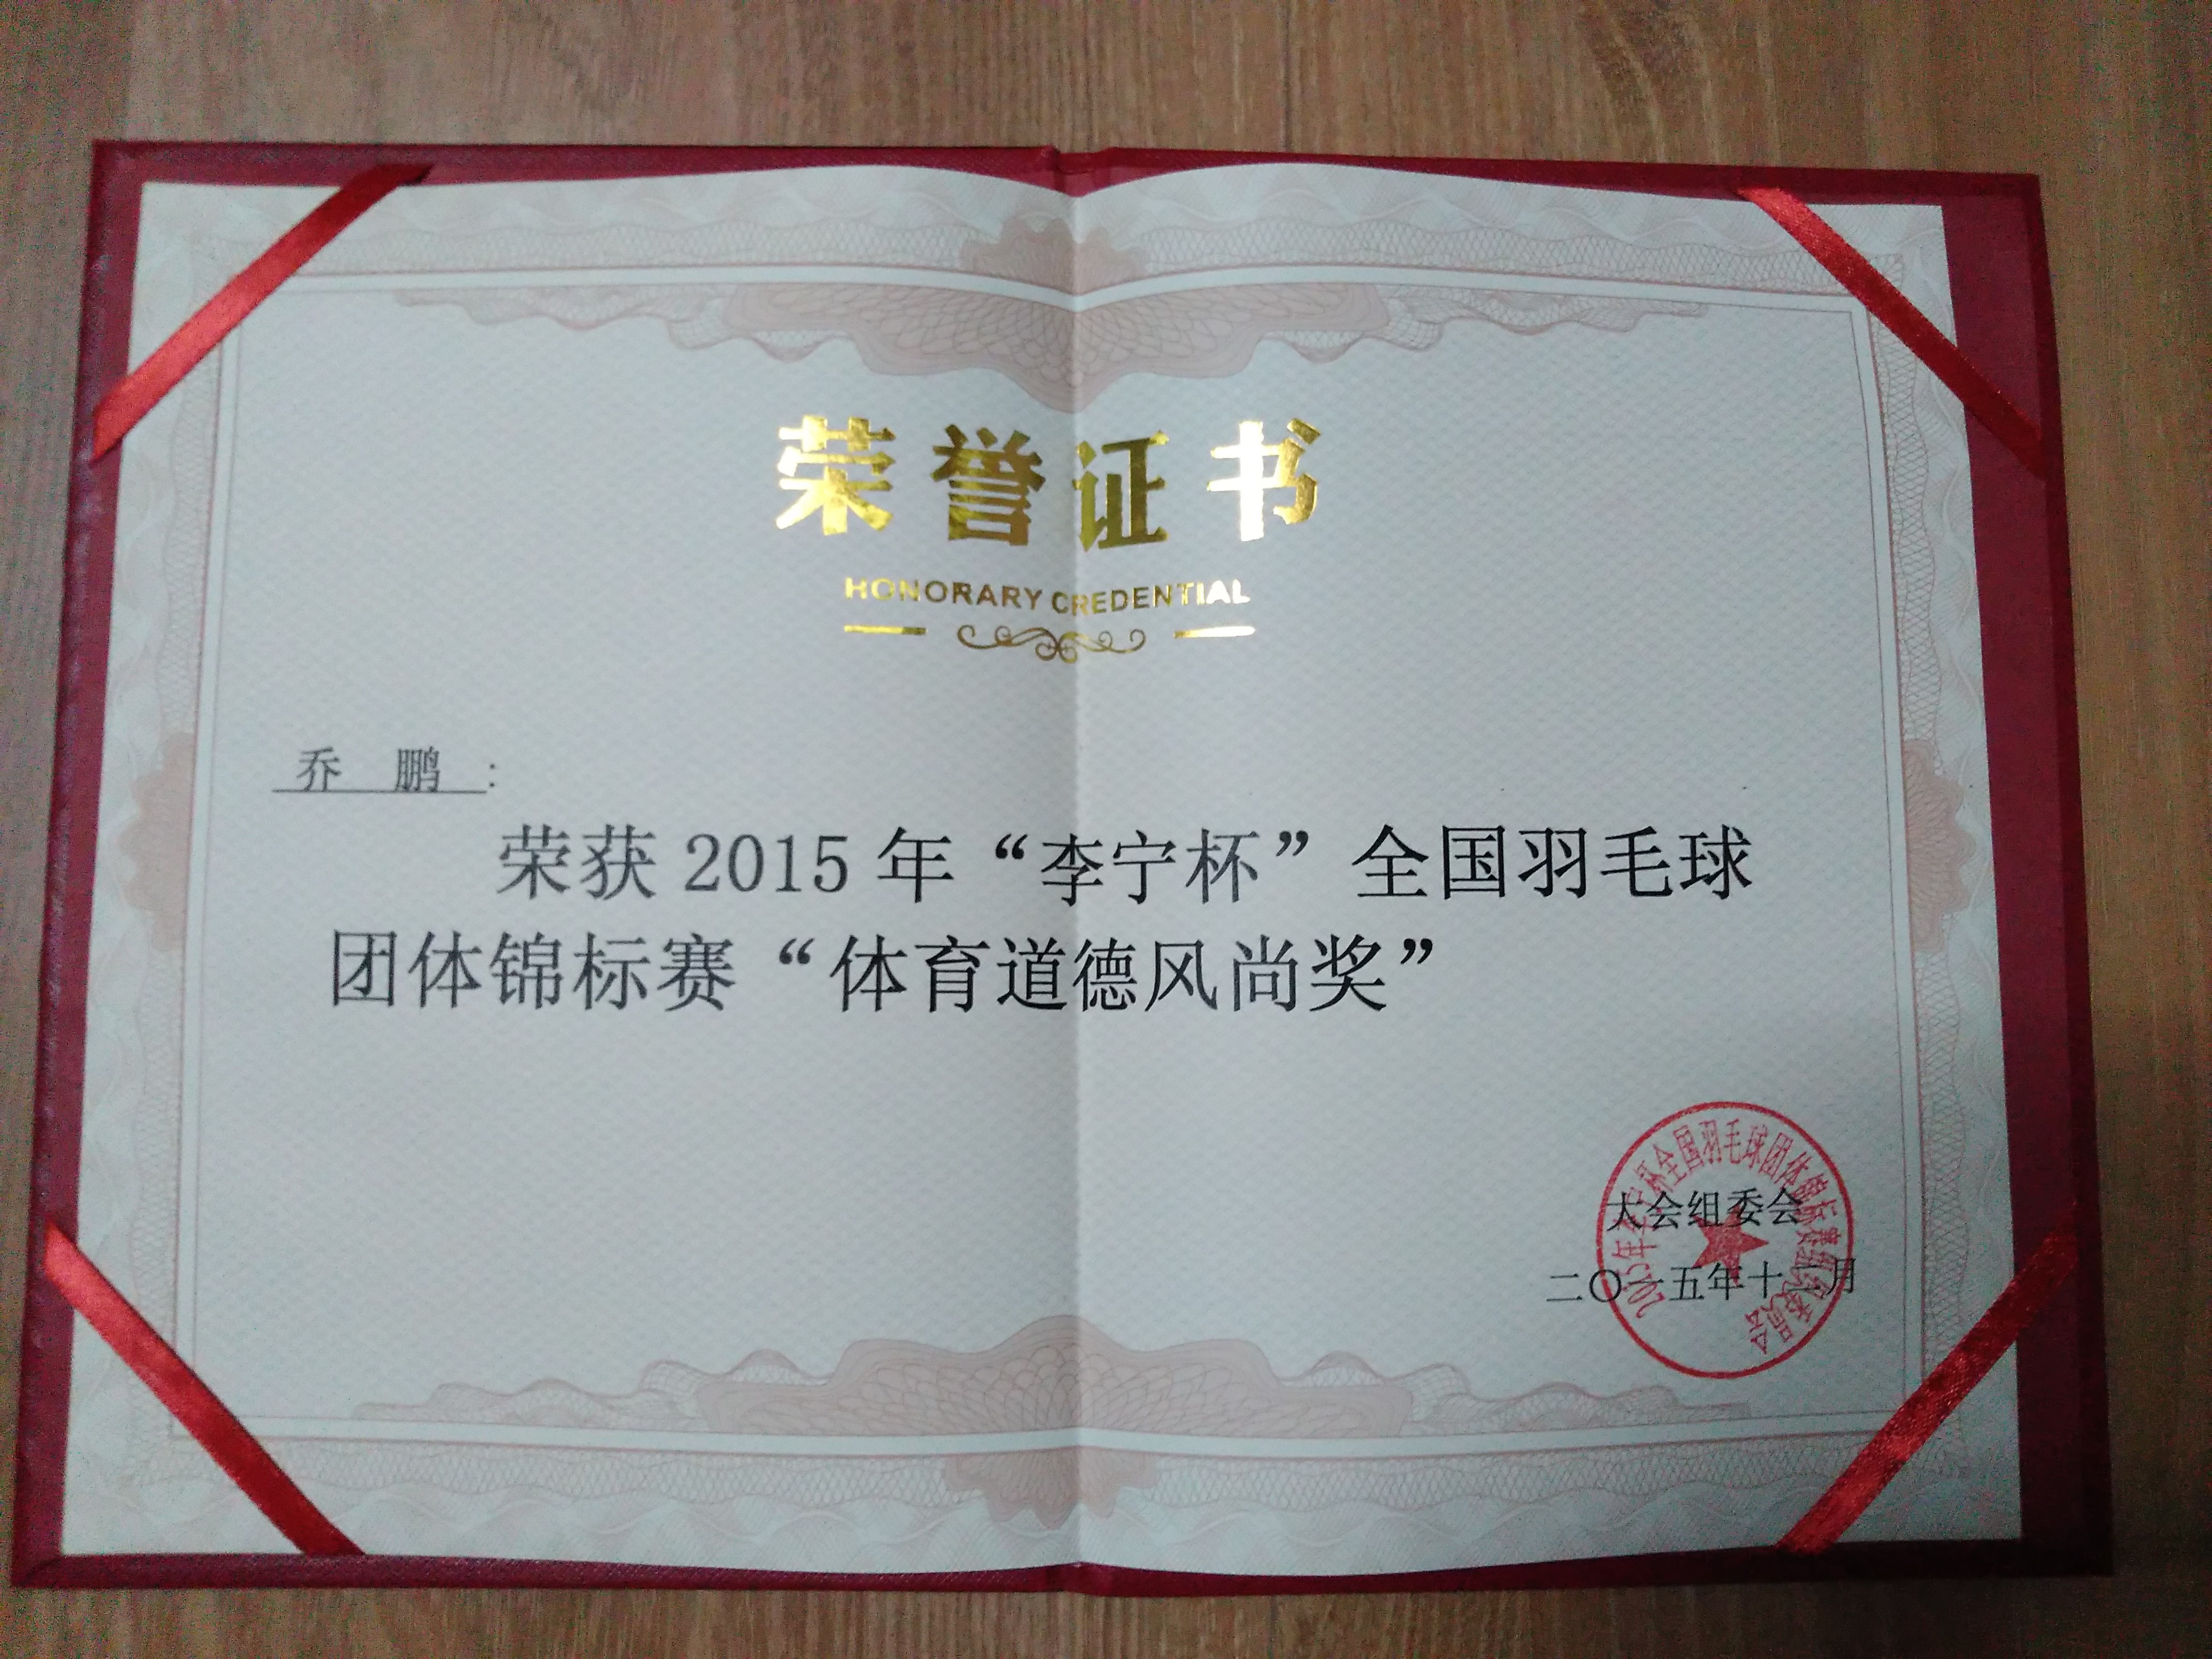 荣誉证书
HONORARY CREDENTIAL
乔 鹏 :
荣获 2015 年“李宁杯”全国羽毛球
团体锦标赛“体育道德风尚奖”
大会组委会
二〇一五年十二月